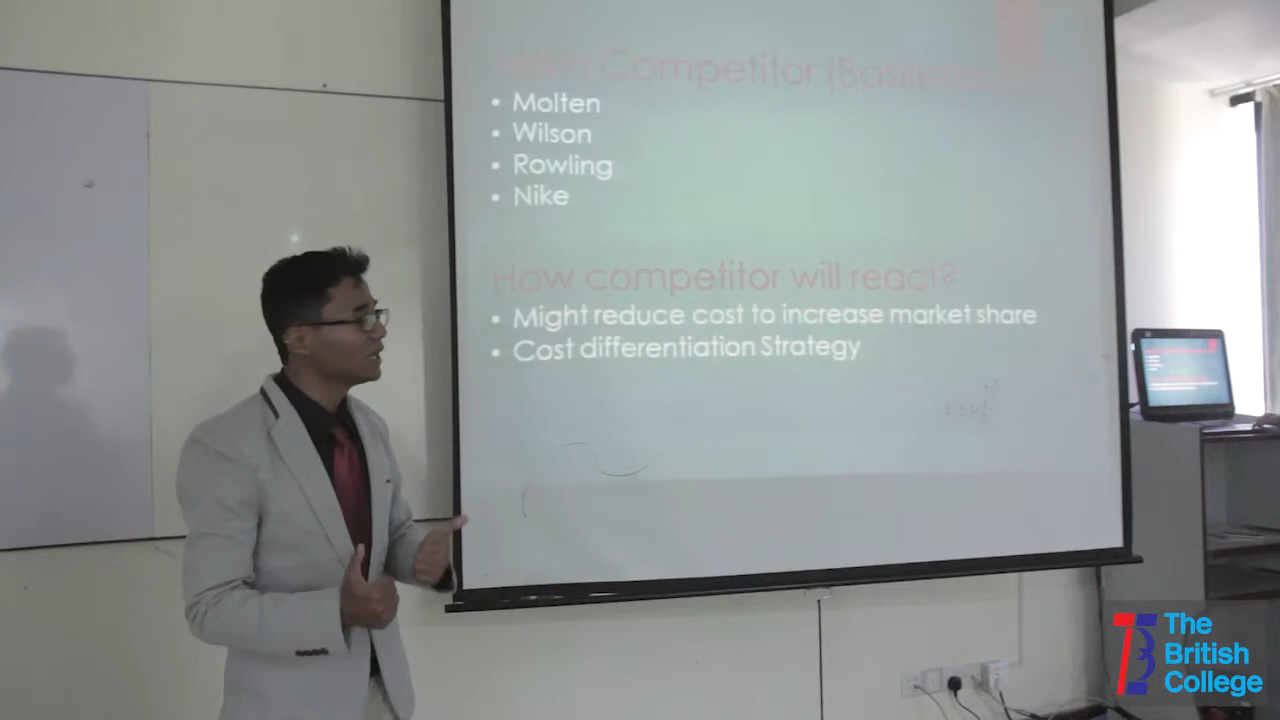 Competitor
• Molten
• Wilson
• Rowling
• Nike
How competitor will react?
• Might reduce cost to increase market share
• Cost differentiation Strategy
The
British
College